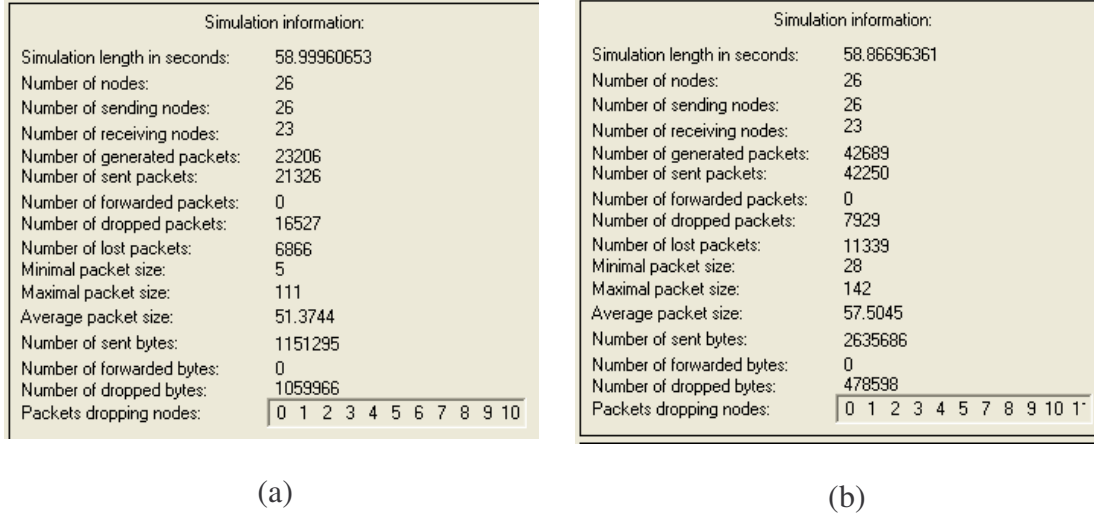 Simulation information:
Simulation length in seconds: 58.99960653
Number of nodes: 26
Number of sending nodes: 26
Number of receiving nodes: 23
Number of generated packets: 23206
Number of sent packets: 21326
Number of forwarded packets: 0
Number of dropped packets: 16527
Number of lost packets: 6866
Minimal packet size: 5
Maximal packet size: 111
Average packet size: 51.3744
Number of sent bytes: 1151295
Number of forwarded bytes: 0
Number of dropped bytes: 1059966
Packets dropping nodes: 0 1 2 3 4 5 6 7 8 9 10
(a)
Simulation information:
Simulation length in seconds: 58.86696361
Number of nodes: 26
Number of sending nodes: 26
Number of receiving nodes: 23
Number of generated packets: 42689
Number of sent packets: 42250
Number of forwarded packets: 0
Number of dropped packets: 7929
Number of lost packets: 11339
Minimal packet size: 28
Maximal packet size: 142
Average packet size: 57.5045
Number of sent bytes: 2635686
Number of forwarded bytes: 0
Number of dropped bytes: 478598
Packets dropping nodes: 0 1 2 3 4 5 7 8 9 10
(b)